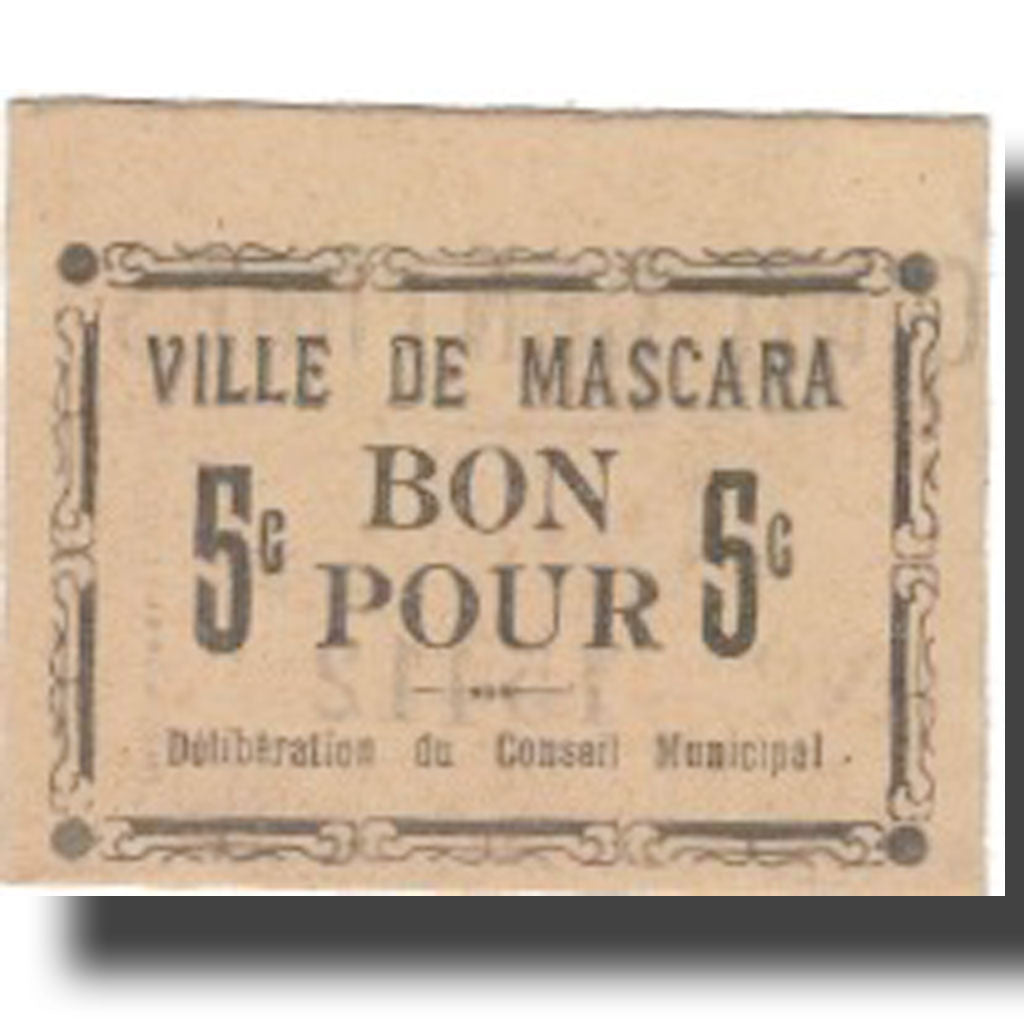 VILLE DE MASCARA
BON
5c 5c
POUR
Délibération du Conseil Municipal.